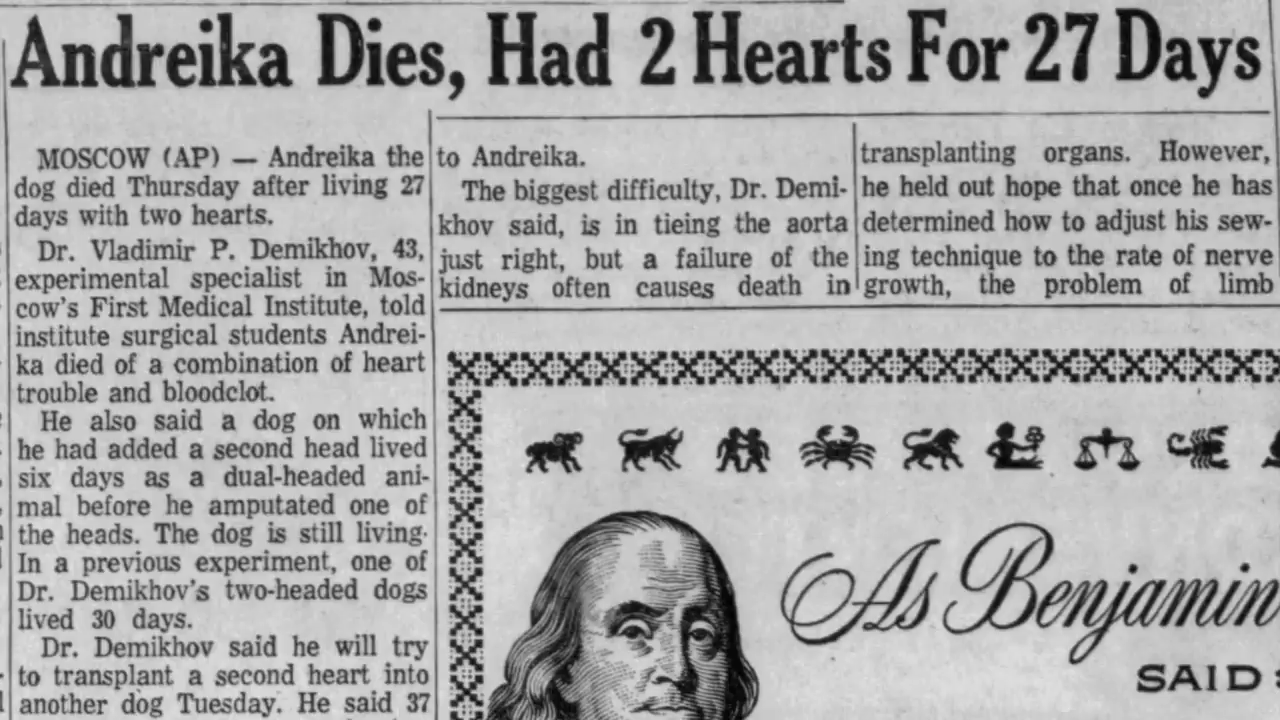 Andreika Dies, Had 2 Hearts For 27 Days
MOSCOW (AP) — Andreika the
dog died Thursday after living 27
days with two hearts.
Dr. Vladimir P. Demikhov, 43,
experimental specialist in Mos-
cow's First Medical Institute, told
institute surgical students Andrei-
ka died of a combination of heart
trouble and bloodclot.
He also said a dog on which
he had added a second head lived
six days as a dual-headed ani-
mal before he amputated one of
the heads. The dog is still living.
In a previous experiment, one of
Dr. Demikhov's two-headed dogs
lived 30 days.
Dr. Demikhov said he will try
to transplant a second heart into
another dog Tuesday. He said 37
to Andreika.
The biggest difficulty, Dr. Demi-
khov said, is in tieing the aorta
just right, but a failure of the
kidneys often causes death in
transplanting organs. However,
he held out hope that once he has
determined how to adjust his sew-
ing technique to the rate of nerve
growth, the problem of limb
As Benjamin
SAID